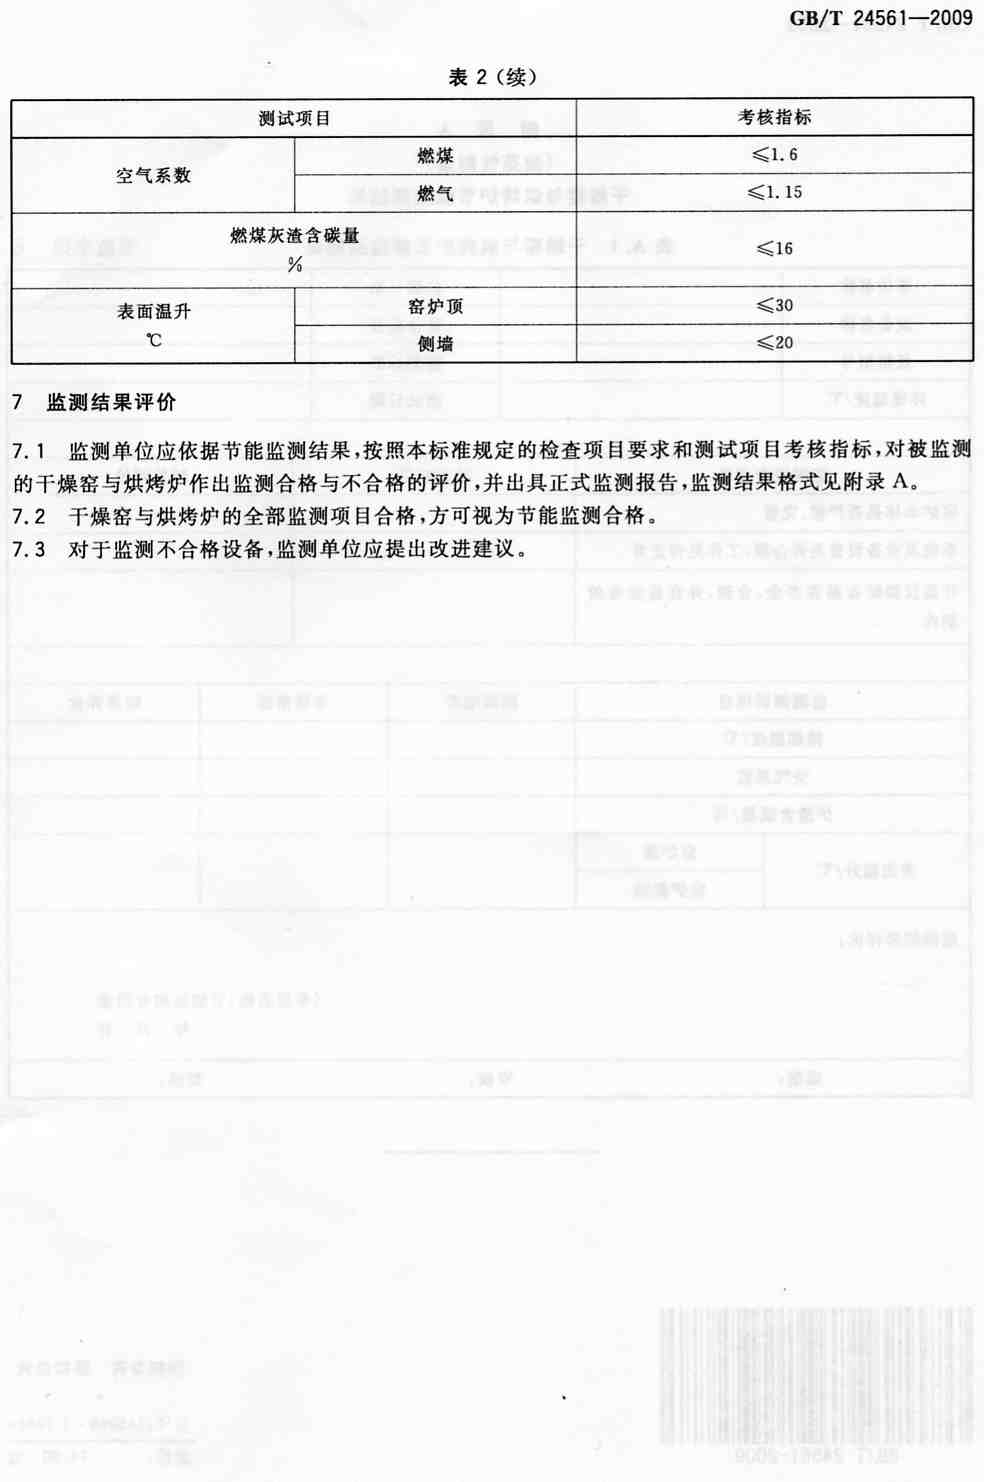 GB/T 24561—2009
表 2（续）
测试项目 考核指标
空气系数 燃煤 ≤1.6
燃气 ≤1.15
燃煤灰渣含碳量
% ≤16
表面温升
℃ 窑炉顶 ≤30
侧墙 ≤20
7 监测结果评价
7.1 监测单位应依据节能监测结果,按照本标准规定的检查项目要求和测试项目考核指标,对被监测
的干燥窑与烘烤炉作出监测合格与不合格的评价,并出具正式监测报告,监测结果格式见附录 A。
7.2 干燥窑与烘烤炉的全部监测项目合格,方可视为节能监测合格。
7.3 对于监测不合格设备,监测单位应提出改进建议。